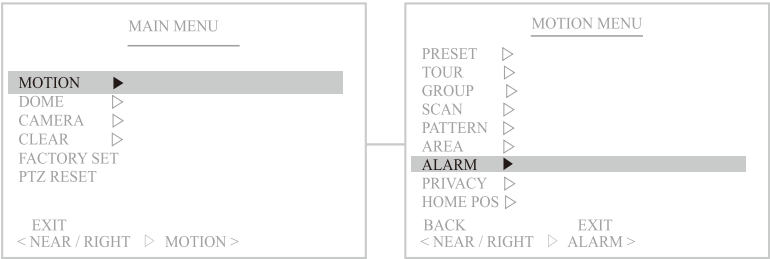 MAIN MENU
MOTION ▶
DOME ▷
CAMERA ▷
CLEAR ▷
FACTORY SET
PTZ RESET
EXIT
< NEAR / RIGHT ▷ MOTION >
MOTION MENU
PRESET ▷
TOUR ▷
GROUP ▷
SCAN ▷
PATTERN ▷
AREA ▷
ALARM ▶
PRIVACY ▷
HOME POS ▷
BACK EXIT
< NEAR / RIGHT ▷ ALARM >